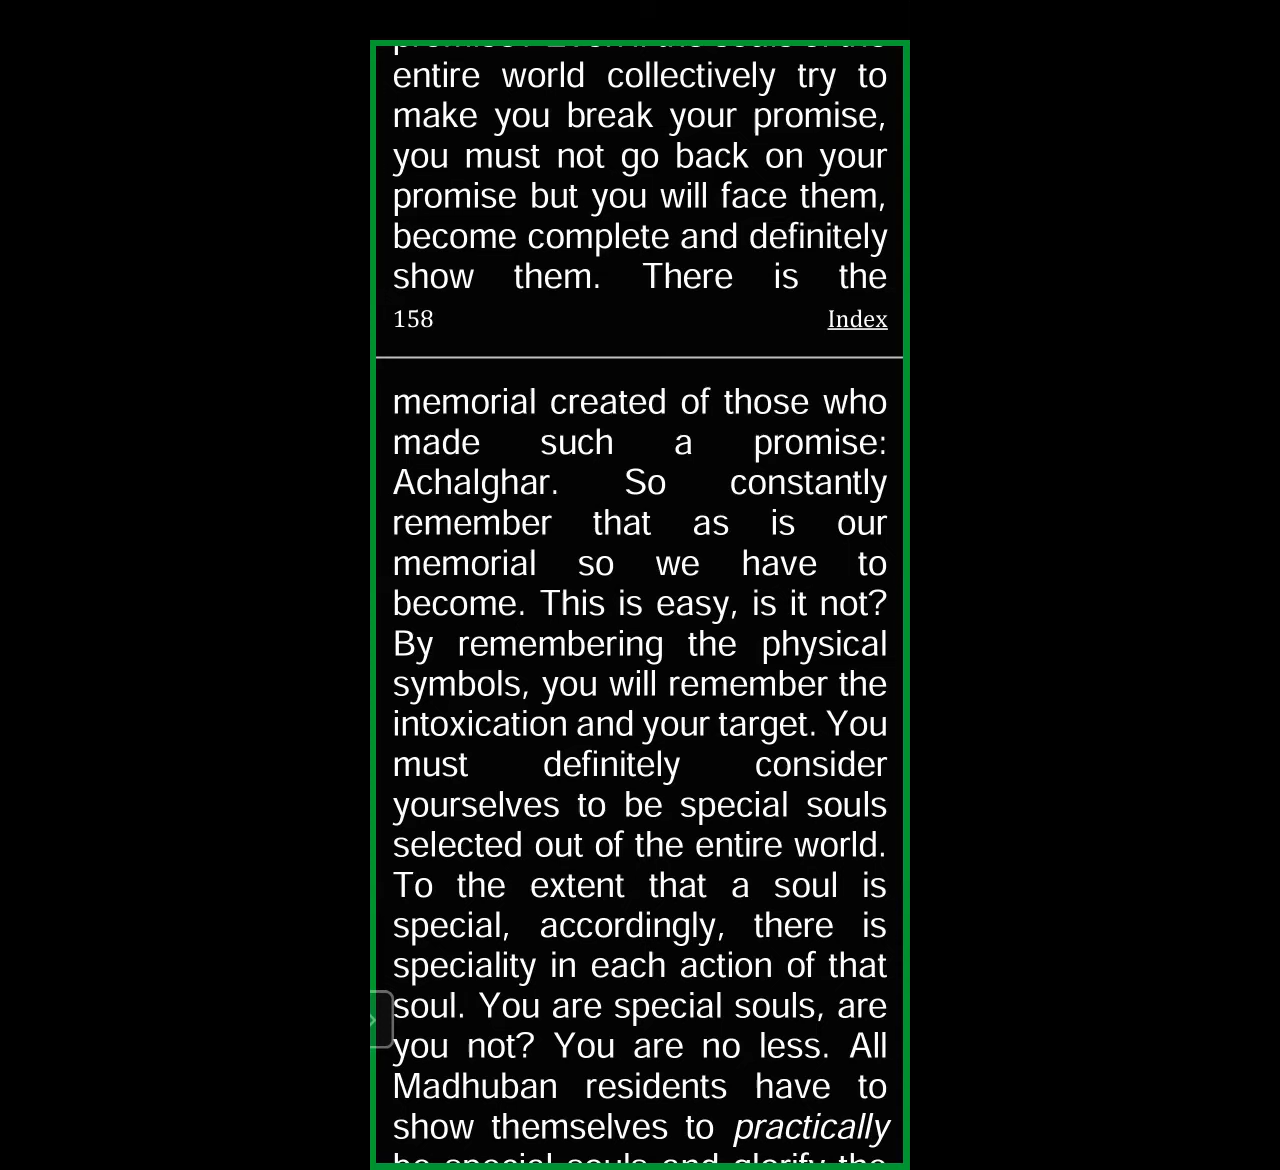 entire world collectively try to
make you break your promise,
you must not go back on your
promise but you will face them,
become complete and definitely
show them. There is the
158 Index
memorial created of those who
made such a promise:
Achalghar. So constantly
remember that as is our
memorial so we have to
become. This is easy, is it not?
By remembering the physical
symbols, you will remember the
intoxication and your target. You
must definitely consider
yourselves to be special souls
selected out of the entire world.
To the extent that a soul is
special, accordingly, there is
speciality in each action of that
soul. You are special souls, are
you not? You are no less. All
Madhuban residents have to
show themselves to practically
be special souls and glorify the